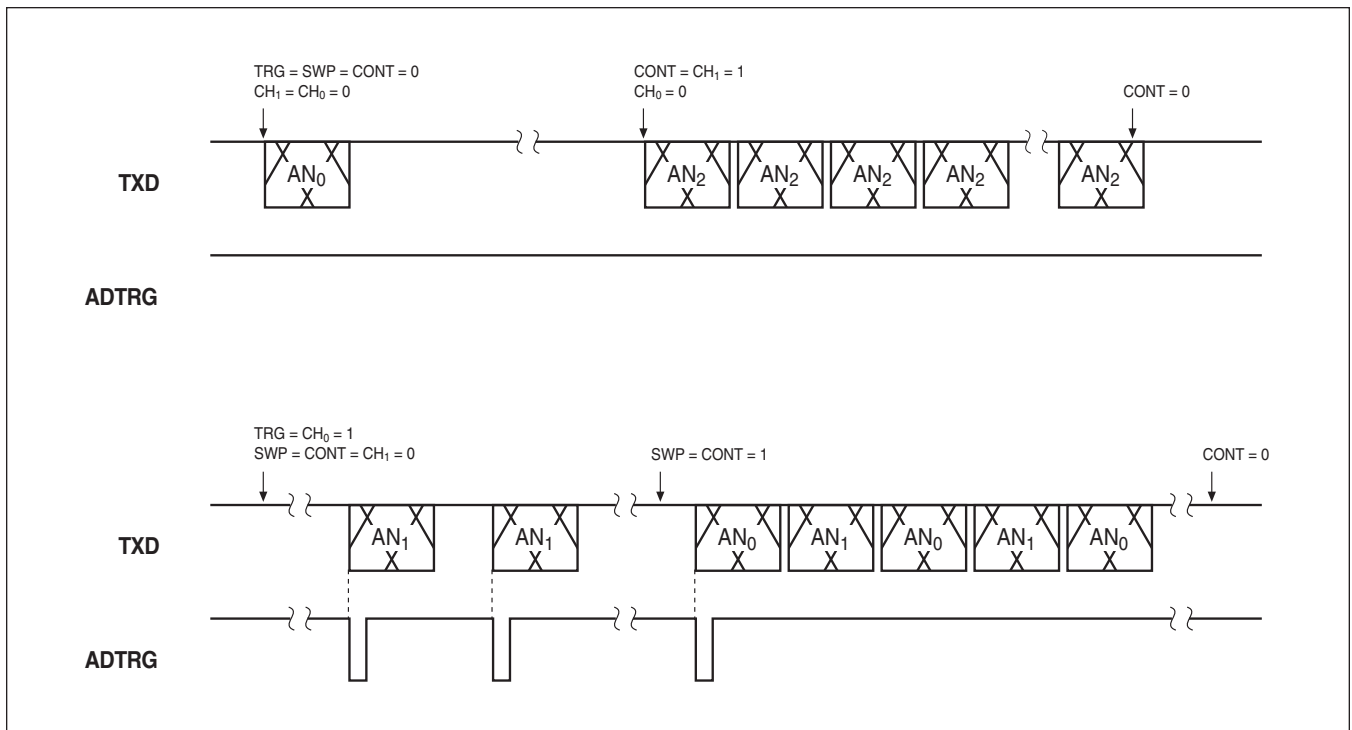 TRG = SWP = CONT = 0
CH₁ = CH₀ = 0
CONT = CH₁ = 1
CH₀ = 0
CONT = 0
TXD
AN₀
AN₂
AN₂
AN₂
AN₂
AN₂
ADTRG
TRG = CH₀ = 1
SWP = CONT = CH₁ = 0
SWP = CONT = 1
CONT = 0
TXD
AN₁
AN₁
AN₀
AN₁
AN₀
AN₁
AN₀
ADTRG